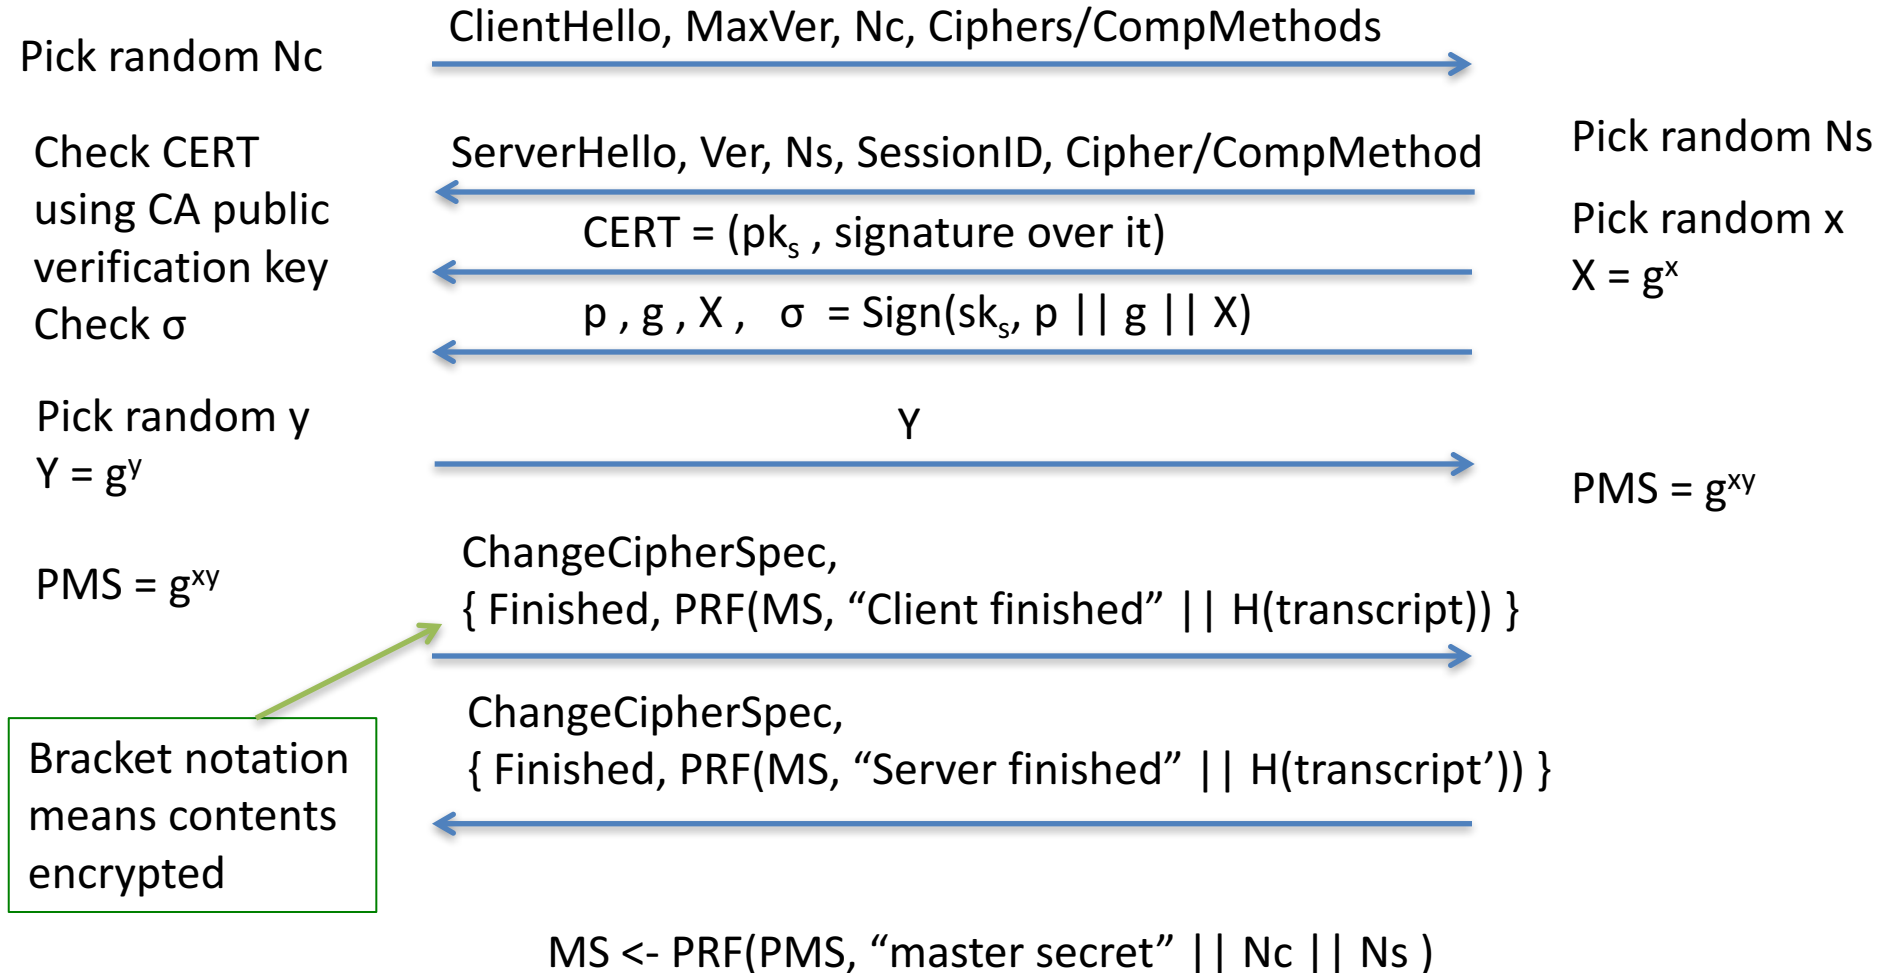 ClientHello, MaxVer, Nc, Ciphers/CompMethods
Pick random Nc
Pick random Ns
Check CERT
using CA public
verification key
Check σ
ServerHello, Ver, Ns, SessionID, Cipher/CompMethod
CERT = (pks , signature over it)
Pick random x
X = gx
p , g , X , σ = Sign(sks, p || g || X)
Pick random y
Y = gy
Y
PMS = gxy
PMS = gxy
ChangeCipherSpec,
{ Finished, PRF(MS, “Client finished” || H(transcript)) }
ChangeCipherSpec,
{ Finished, PRF(MS, “Server finished” || H(transcript’)) }
Bracket notation
means contents
encrypted
MS <- PRF(PMS, “master secret” || Nc || Ns )